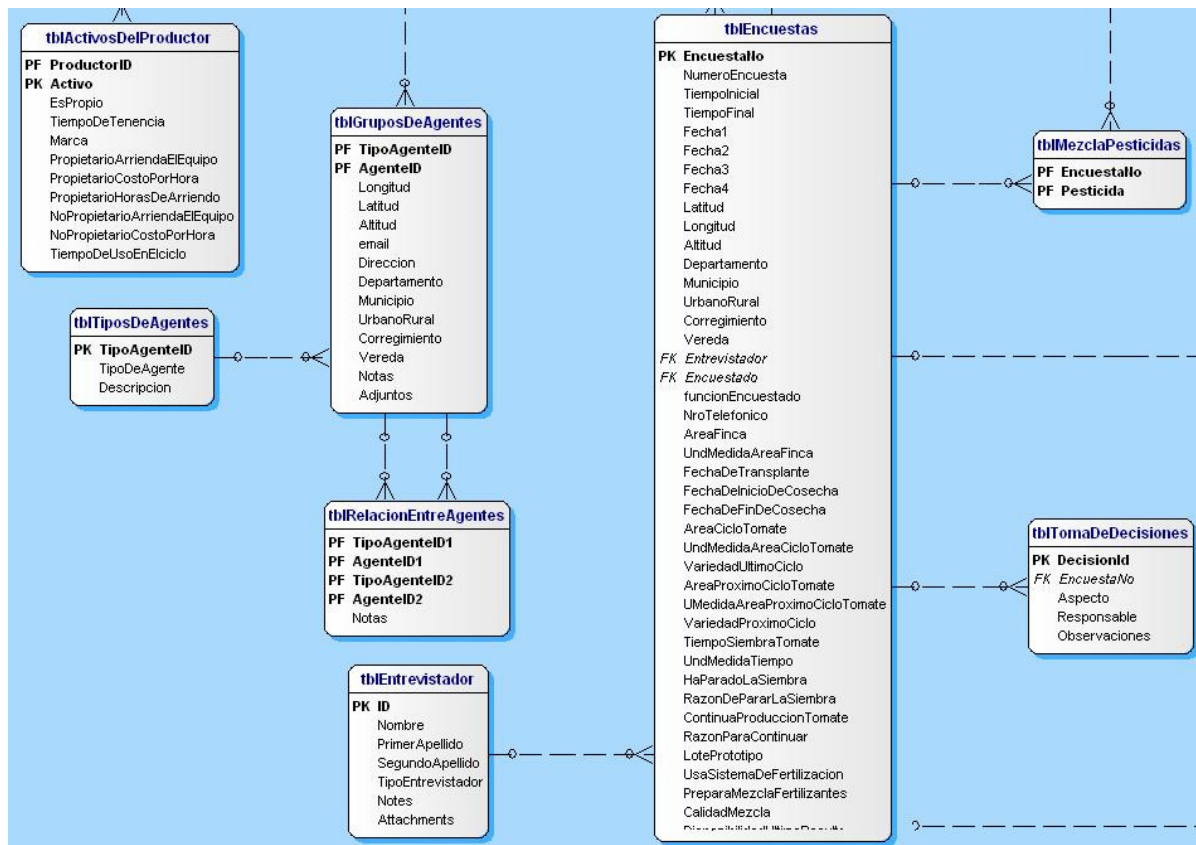 tblActivosDelProductor
PF ProductorID
PK Activo
EsPropio
TiempoDeTenencia
Marca
PropietarioArriendaElEquipo
PropietarioCostoPorHora
PropietarioHorasDeArriendo
NoPropietarioArriendaElEquipo
NoPropietarioCostoPorHora
TiempoDeUsoEnElciclo
tblTiposDeAgentes
PK TipoAgenteID
TipoDeAgente
Descripcion
tblGruposDeAgentes
PF TipoAgenteID
PF AgenteID
Longitud
Latitud
Altitud
email
Direccion
Departamento
Municipio
UrbanoRural
Corregimiento
Vereda
Notas
Adjuntos
tblRelacionEntreAgentes
PF TipoAgenteID1
PF AgenteID1
PF TipoAgenteID2
PF AgenteID2
Notas
tblEntrevistador
PK ID
Nombre
PrimerApellido
SegundoApellido
TipoEntrevistador
Notes
Attachments
tblEncuestas
PK EncuestaNo
NumeroEncuesta
TiempoInicial
TiempoFinal
Fecha1
Fecha2
Fecha3
Fecha4
Latitud
Longitud
Altitud
Departamento
Municipio
UrbanoRural
Corregimiento
Vereda
FK Entrevistador
FK Encuestado
funcionEncuestado
NroTelefonico
AreaFinca
UndMedidaAreaFinca
FechaDeTransplante
FechaDeInicioDeCosecha
FechaDeFinDeCosecha
AreaCicloTomate
UndMedidaAreaCicloTomate
VariedadUltimoCiclo
AreaProximoCicloTomate
UMedidaAreaProximoCicloTomate
VariedadProximoCiclo
TiempoSiembraTomate
UndMedidaTiempo
HaParadoLaSiembra
RazonDePararLaSiembra
ContinuaProduccionTomate
RazonParaContinuar
LotePrototipo
UsaSistemaDeFertilizacion
PreparaMezclaFertilizantes
CalidadMezcla
tblMezclaPesticidas
PF EncuestaNo
PF Pesticida
tblTomaDeDecisiones
PK DecisionId
FK EncuestaNo
Aspecto
Responsable
Observaciones